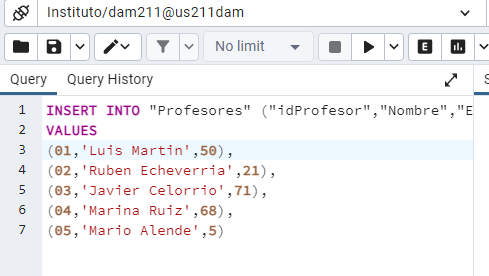 Instituto/dam211@us211dam
No limit
E
Query Query History
1 INSERT INTO "Profesores" ("idProfesor","Nombre","E
2 VALUES
3 (01,'Luis Martin',50),
4 (02,'Ruben Echeverria',21),
5 (03,'Javier Celorrio',71),
6 (04,'Marina Ruiz',68),
7 (05,'Mario Alende',5)